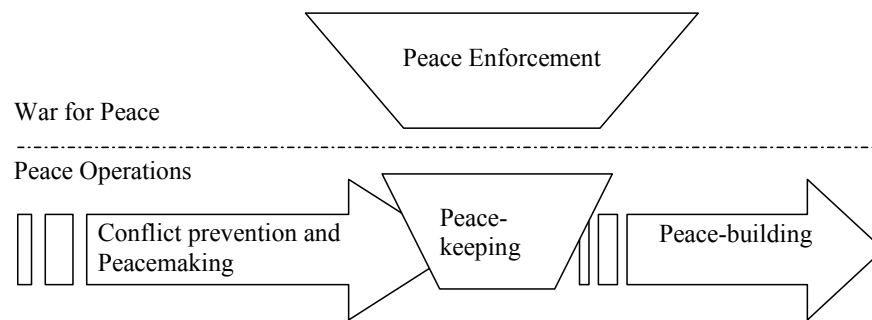 Peace Enforcement
War for Peace
Peace Operations
Conflict prevention and
Peacemaking
Peace-
keeping
Peace-building